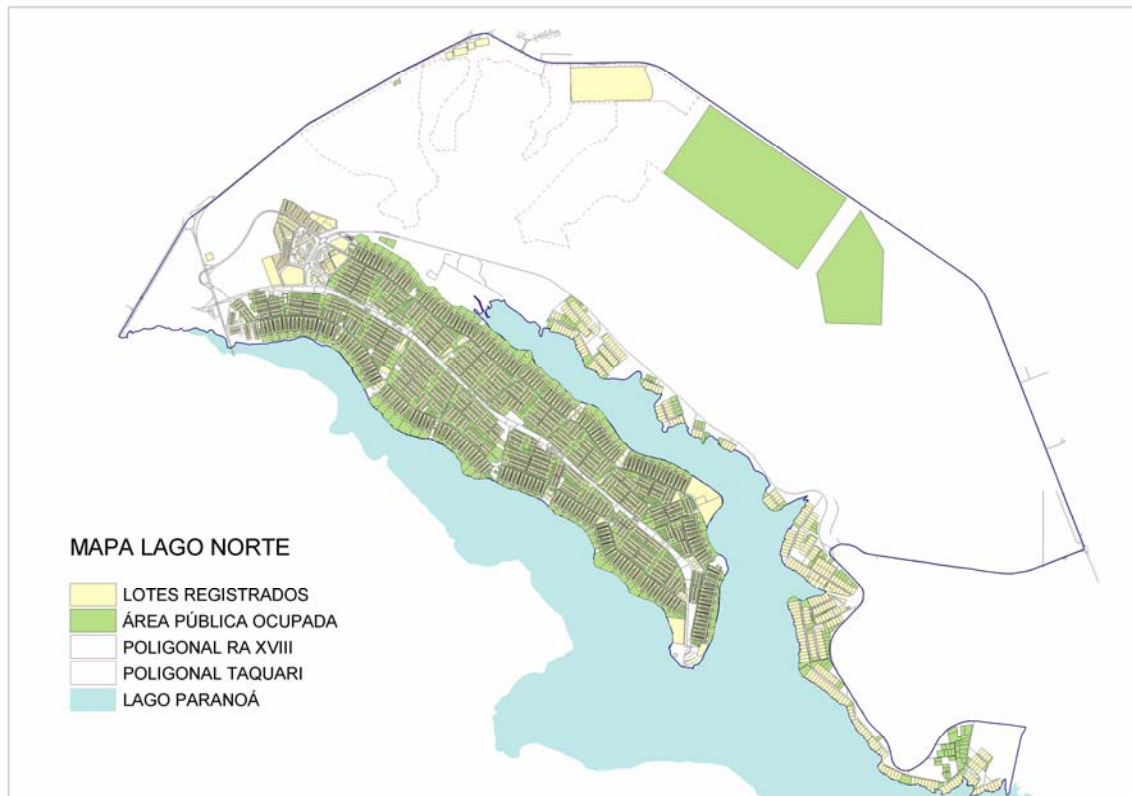 MAPA LAGO NORTE
LOTES REGISTRADOS
ÁREA PÚBLICA OCUPADA
POLIGONAL RA XVIII
POLIGONAL TAQUARI
LAGO PARANOÁ